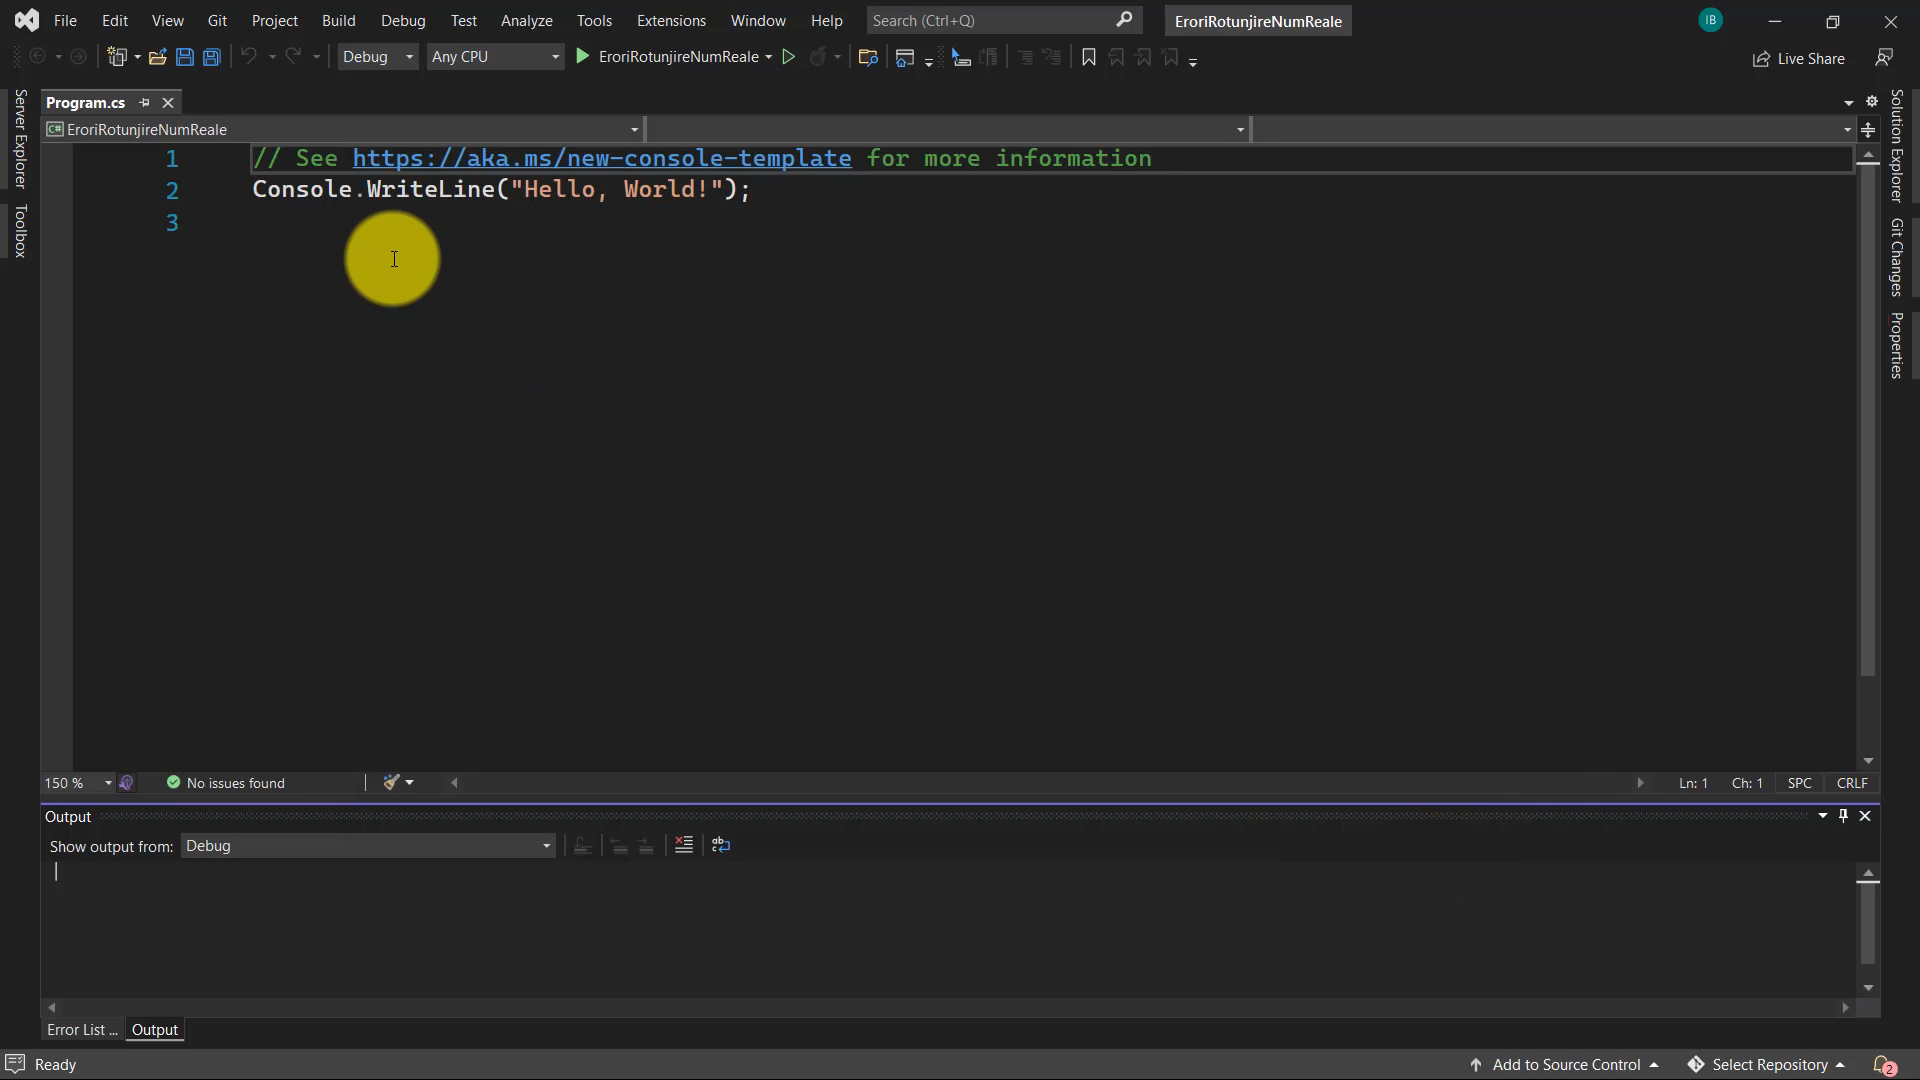 File Edit View Git Project Build Debug Test Analyze Tools Extensions Window Help Search (Ctrl+Q) EroriRotunjireNumReale IB
Debug Any CPU EroriRotunjireNumReale Live Share
Server Explorer
Toolbox
Program.cs
C# EroriRotunjireNumReale
1 // See https://aka.ms/new-console-template for more information
2 Console.WriteLine("Hello, World!");
3
Solution Explorer
Git Changes
Properties
150 % No issues found Ln: 1 Ch: 1 SPC CRLF
Output
Show output from: Debug
Error List ... Output
Ready Add to Source Control Select Repository 2